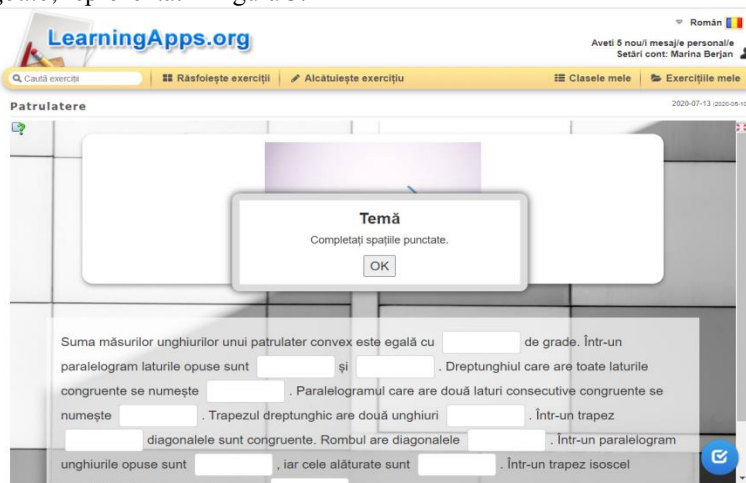 LearningApps.org
Român
Aveti 5 nou/i mesaj/e personal/e
Setări cont: Marina Berjan
Caută exerciții
Răsfoiește exerciții
Alcătuiește exercițiu
Clasele mele
Exercițiile mele
Patrulatere
2020-07-13
Temă
Completați spațiile punctate.
OK
Suma măsurilor unghiurilor unui patrulater convex este egală cu de grade. Într-un
paralelogram laturile opuse sunt și . Dreptunghiul care are toate laturile
congruente se numește . Paralelogramul care are două laturi consecutive congruente se
numește . Trapezul dreptunghic are două unghiuri . Într-un trapez
diagonalele sunt congruente. Rombul are diagonalele . Într-un paralelogram
unghiurile opuse sunt , iar cele alăturate sunt . Într-un trapez isoscel